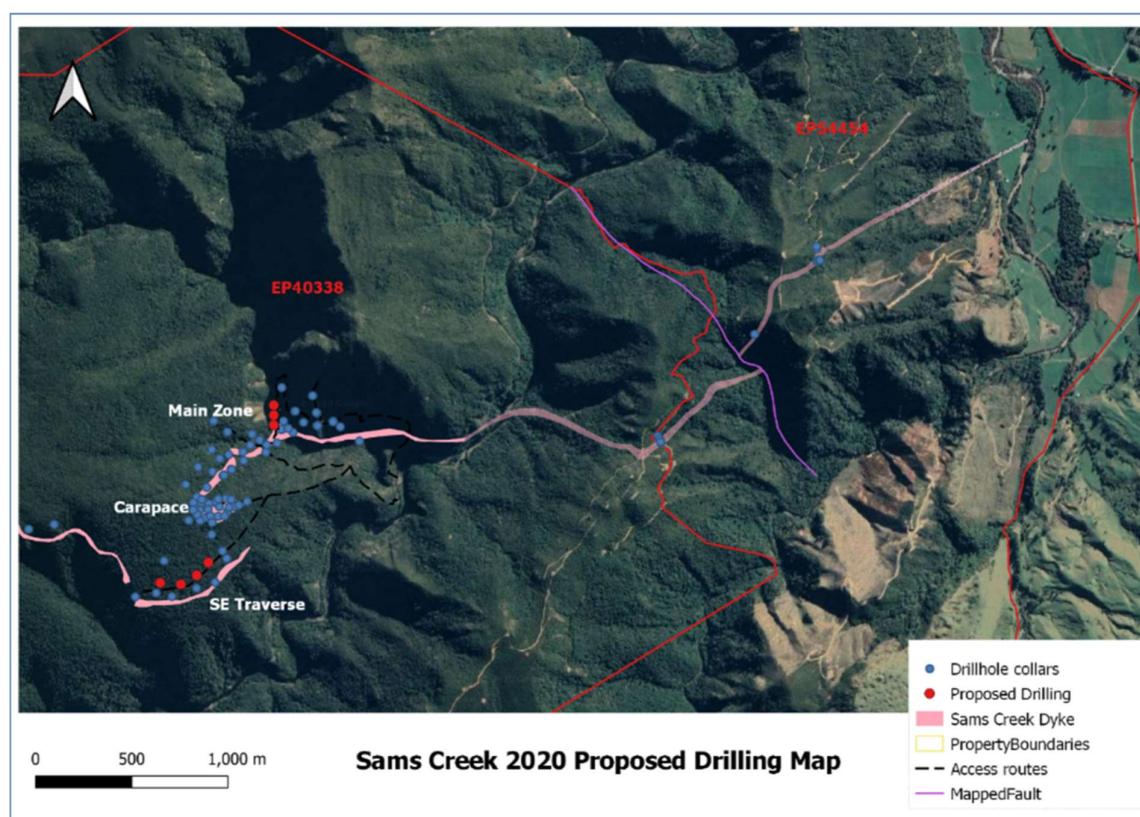 EP54454
EP40338
Main Zone
Carapace
SE Traverse
Drillhole collars
Proposed Drilling
Sams Creek Dyke
PropertyBoundaries
Access routes
MappedFault
0 500 1,000 m
Sams Creek 2020 Proposed Drilling Map